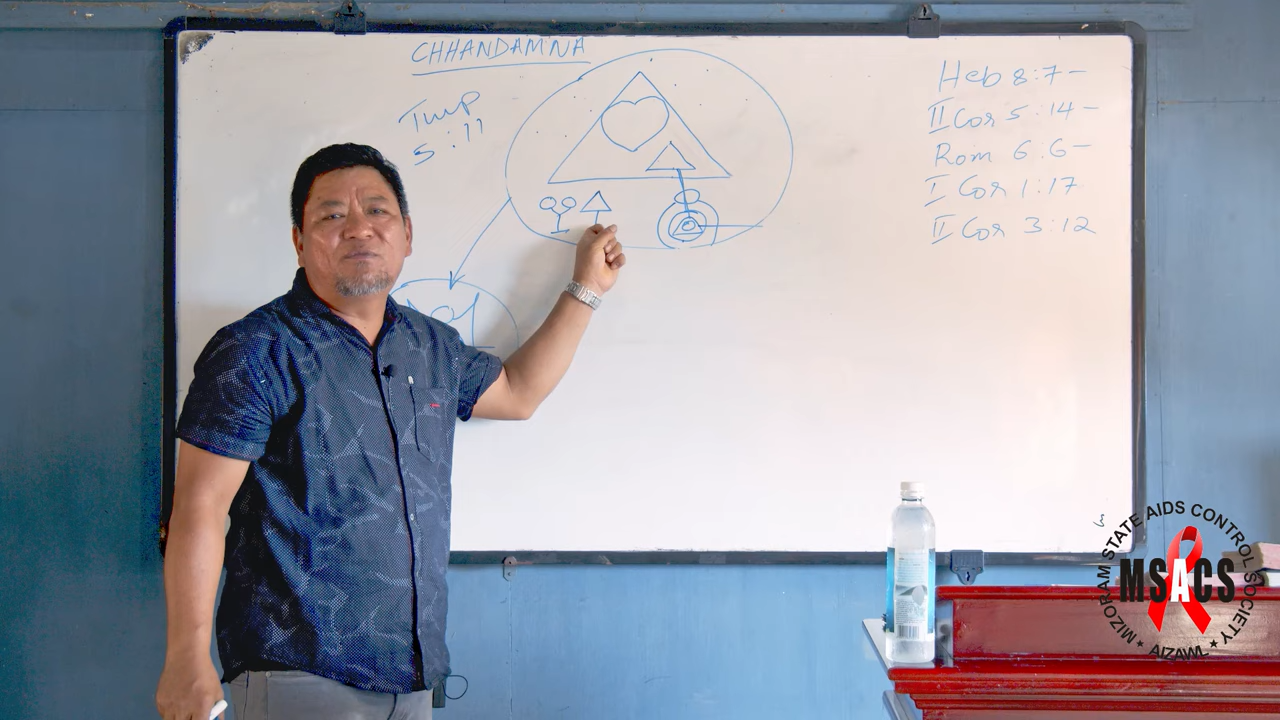 CHHANDAMNA
5:11
Heb 8:7-
II Cor 5:14-
Rom 6:6-
I Cor 1:17
II Cor 3:12
MIZORAM STATE AIDS CONTROL SOCIETY
MSACS
★ AIZAWL ★